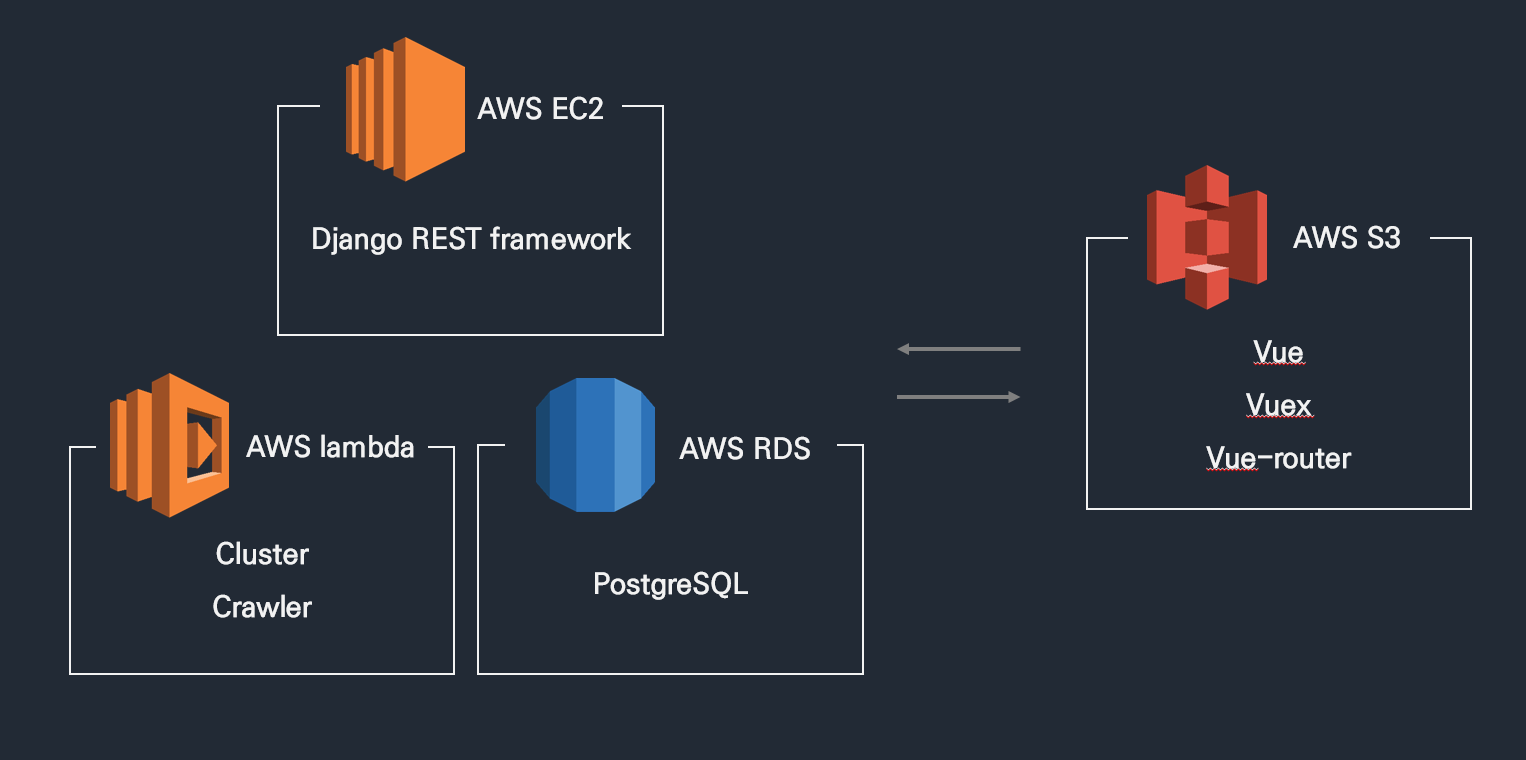 AWS EC2
Django REST framework
AWS lambda
Cluster
Crawler
AWS RDS
PostgreSQL
AWS S3
Vue
Vuex
Vue-router